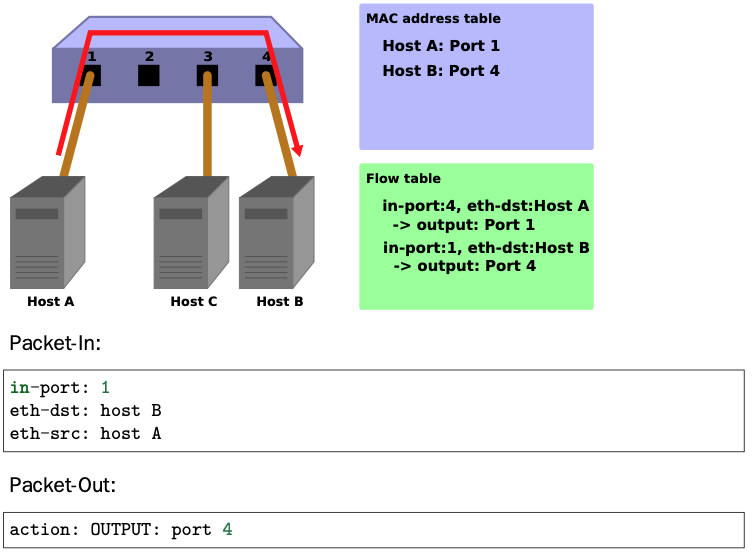 1 2 3 4
Host A
Host C
Host B
MAC address table
Host A: Port 1
Host B: Port 4
Flow table
in-port:4, eth-dst:Host A
-> output: Port 1
in-port:1, eth-dst:Host B
-> output: Port 4
Packet-In:
in-port: 1
eth-dst: host B
eth-src: host A
Packet-Out:
action: OUTPUT: port 4